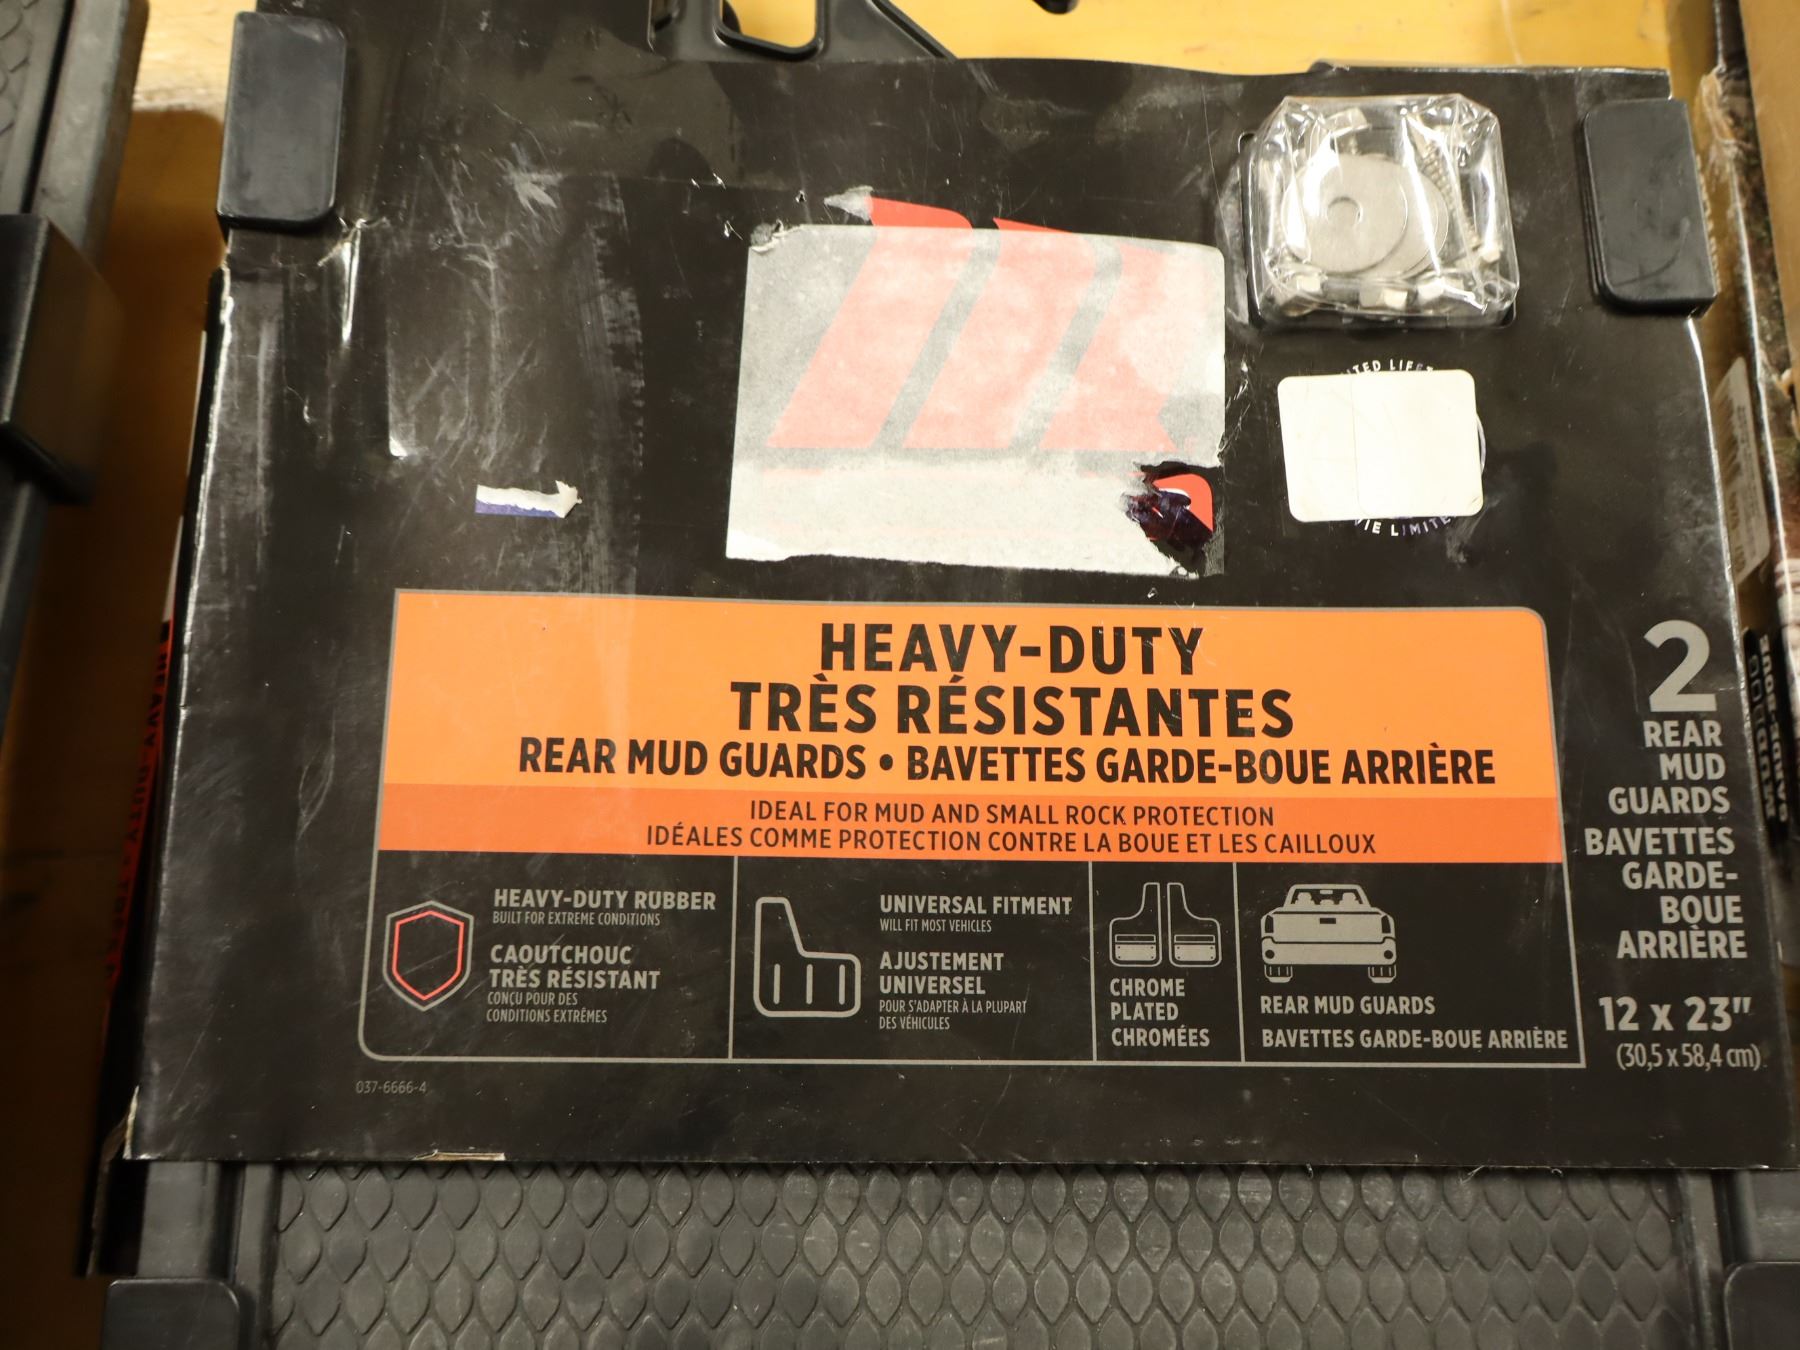 HEAVY-DUTY
TRÈS RÉSISTANTES
REAR MUD GUARDS • BAVETTES GARDE-BOUE ARRIÈRE
IDEAL FOR MUD AND SMALL ROCK PROTECTION
IDÉALES COMME PROTECTION CONTRE LA BOUE ET LES CAILLOUX
HEAVY-DUTY RUBBER
BUILT FOR EXTREME CONDITIONS
CAOUTCHOUC
TRÈS RÉSISTANT
CONÇU POUR DES
CONDITIONS EXTRÊMES
UNIVERSAL FITMENT
WILL FIT MOST VEHICLES
AJUSTEMENT
UNIVERSEL
POUR S'ADAPTER À LA PLUPART
DES VÉHICULES
CHROME
PLATED
CHROMÉES
REAR MUD GUARDS
BAVETTES GARDE-BOUE ARRIÈRE
2
REAR
MUD
GUARDS
BAVETTES
GARDE-
BOUE
ARRIÈRE
12 x 23"
(30,5 x 58,4 cm)
037-6666-4